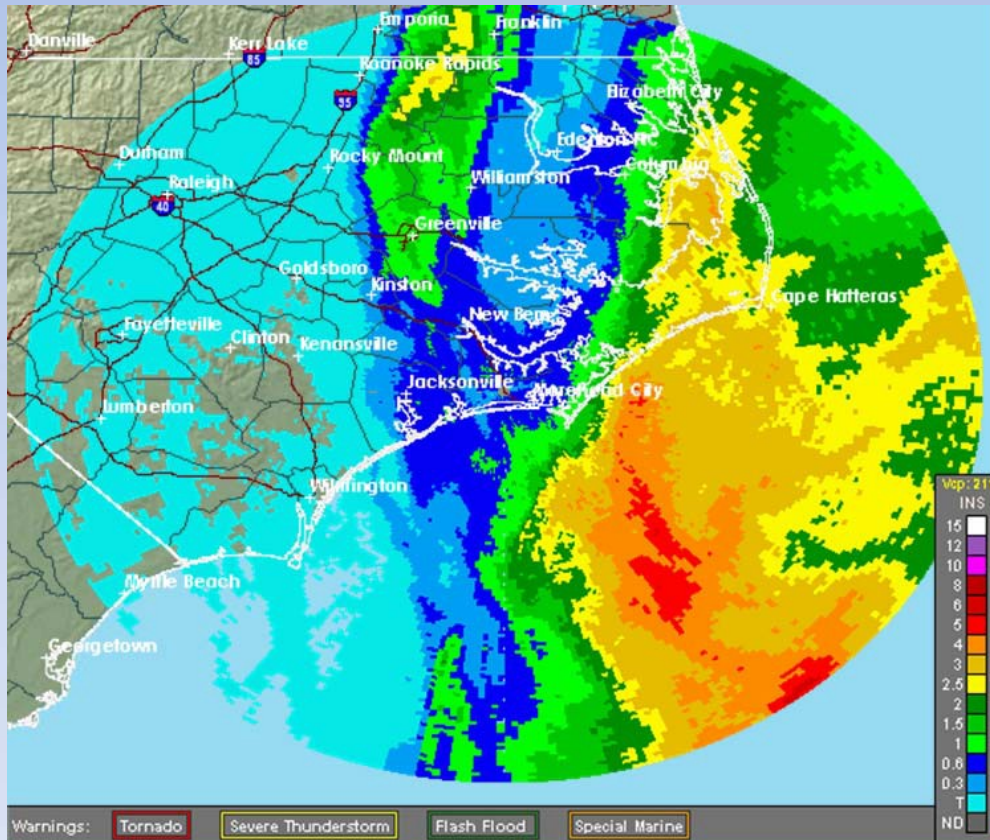 Emporia
Franklin
Danville
Kerr Lake
85
Roanoke Rapids
95
Elizabeth City
Durham
Rocky Mount
Edenton NC
Columbia
Raleigh
40
Williamston
Greenville
Goldsboro
Kinston
Cape Hatteras
Fayetteville
Clinton
Kenansville
New Bern
Jacksonville
Morehead City
Lumberton
Wilmington
Myrtle Beach
Georgetown
Vcp: 211
INS
15
12
10
8
6
5
4
3
2.5
2
1.5
1
0.6
0.3
T
ND
Warnings: Tornado Severe Thunderstorm Flash Flood Special Marine